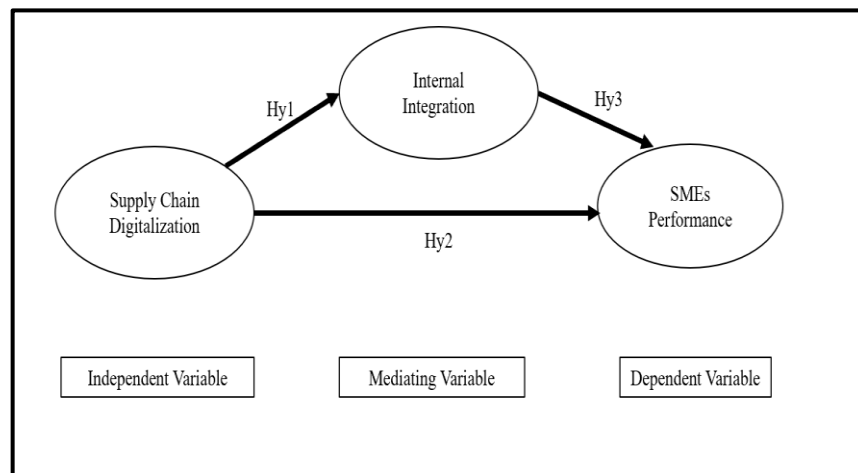 Internal
Integration
Hy1
Hy3
Supply Chain
Digitalization
SMEs
Performance
Hy2
Independent Variable
Mediating Variable
Dependent Variable